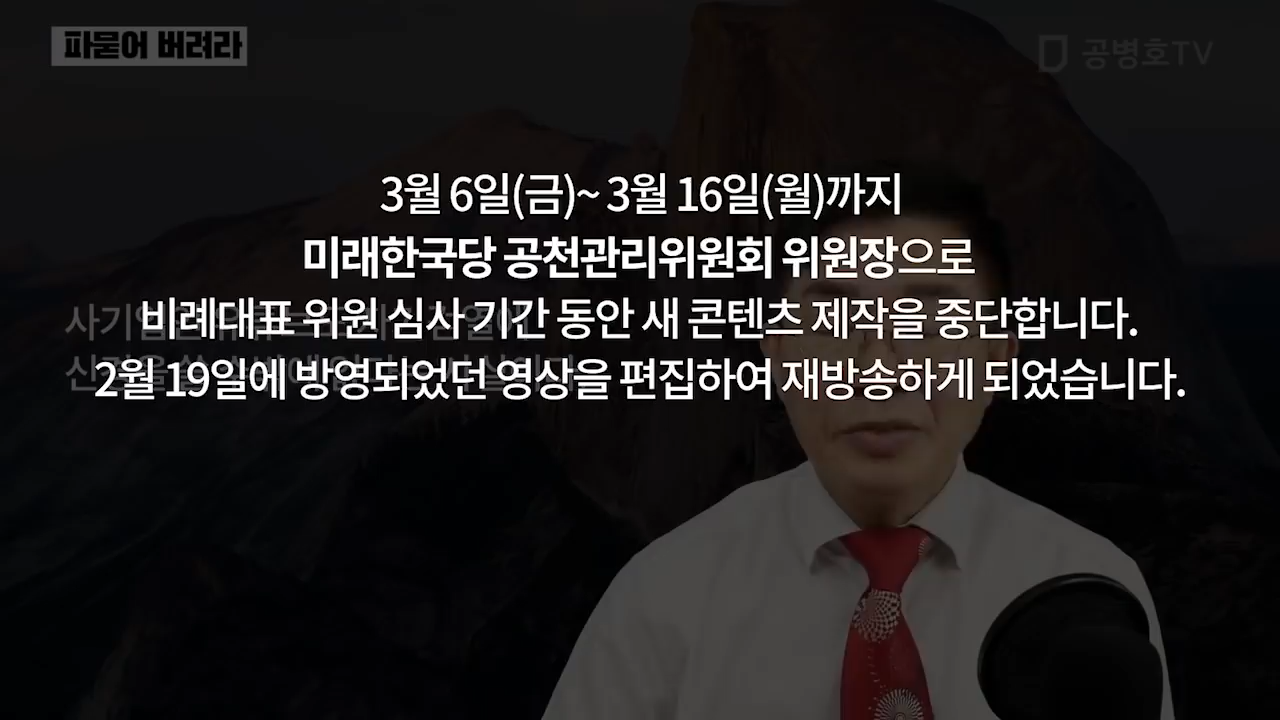 파묻어 버려라
공병호TV
3월 6일(금)~ 3월 16일(월)까지
미래한국당 공천관리위원회 위원장으로
비례대표 위원 심사 기간 동안 새 콘텐츠 제작을 중단합니다.
2월 19일에 방영되었던 영상을 편집하여 재방송하게 되었습니다.